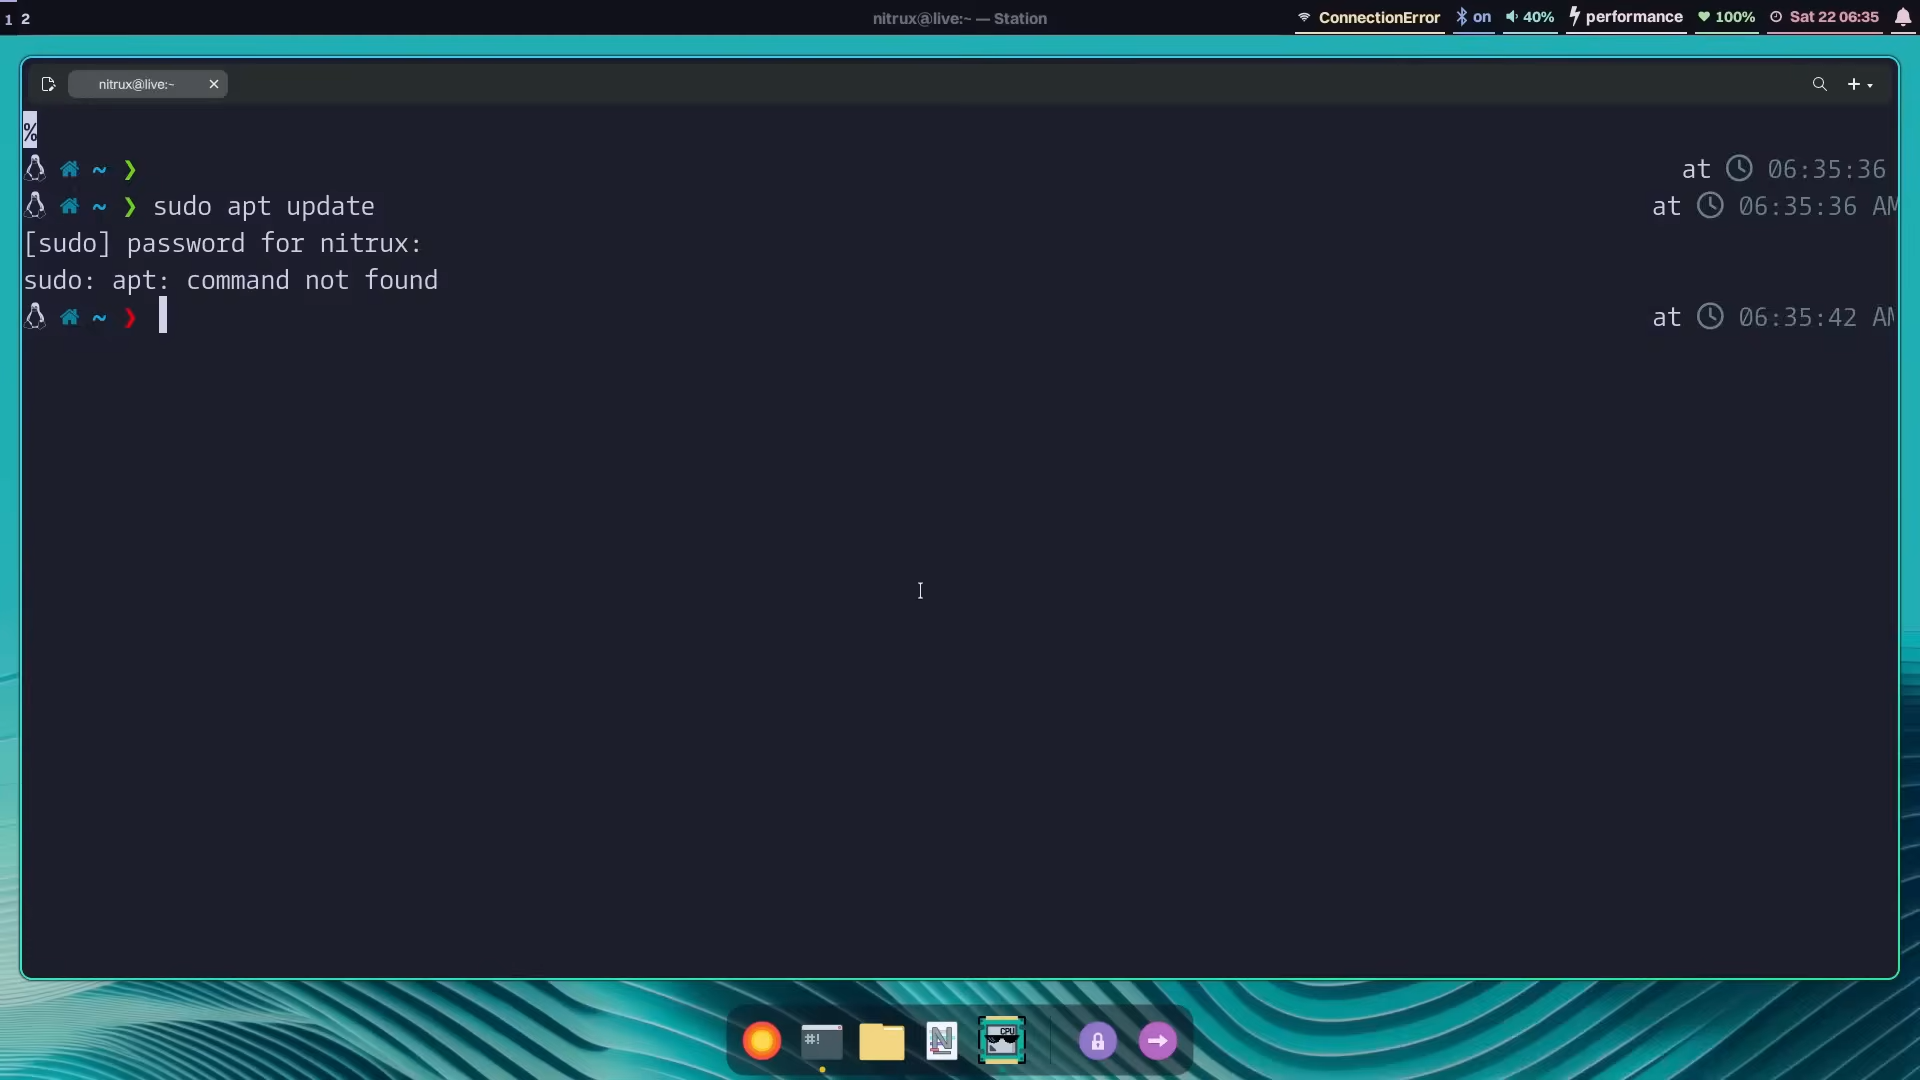 1 2
nitrux@live:~ — Station
ConnectionError on 40% performance 100% Sat 22 06:35
nitrux@live:~
%
~ ❯ at 06:35:36
~ ❯ sudo apt update at 06:35:36 AM
[sudo] password for nitrux:
sudo: apt: command not found
~ ❯ at 06:35:42 AM
#!
N
CPU